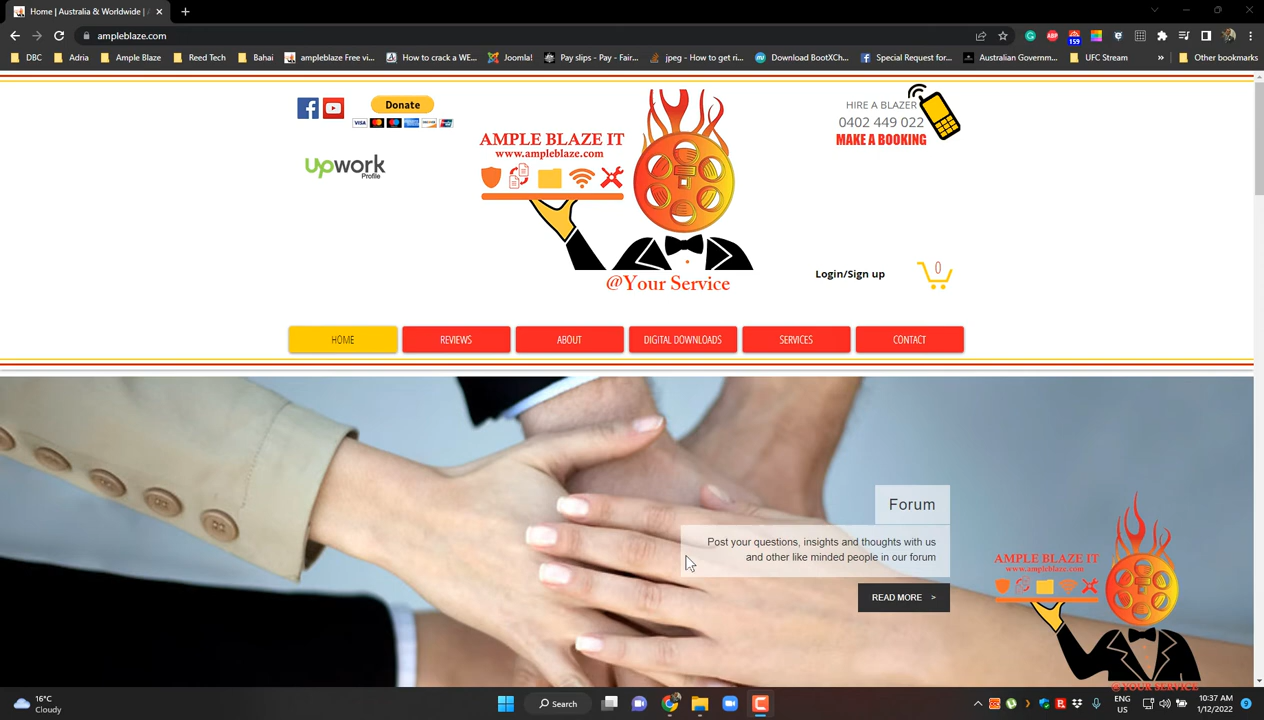 Home | Australia & Worldwide |
ampleblaze.com
159
DBC
Adria
Ample Blaze
Reed Tech
Bahai
ampleblaze Free vi...
How to crack a WE...
Joomla!
Pay slips - Pay - Fair...
jpeg - How to get ri...
Download BootXCh...
Special Request for...
Australian Governm...
UFC Stream
»
Other bookmarks
Donate
VISA
Upwork
Profile
AMPLE BLAZE IT
www.ampleblaze.com
@Your Service
HIRE A BLAZER
0402 449 022
MAKE A BOOKING
Login/Sign up
0
HOME
REVIEWS
ABOUT
DIGITAL DOWNLOADS
SERVICES
CONTACT
Forum
Post your questions, insights and thoughts with us
and other like minded people in our forum
READ MORE >
AMPLE BLAZE IT
www.ampleblaze.com
@YOUR SERVICE
16°C
Cloudy
Search
ENG
US
10:37 AM
1/12/2022